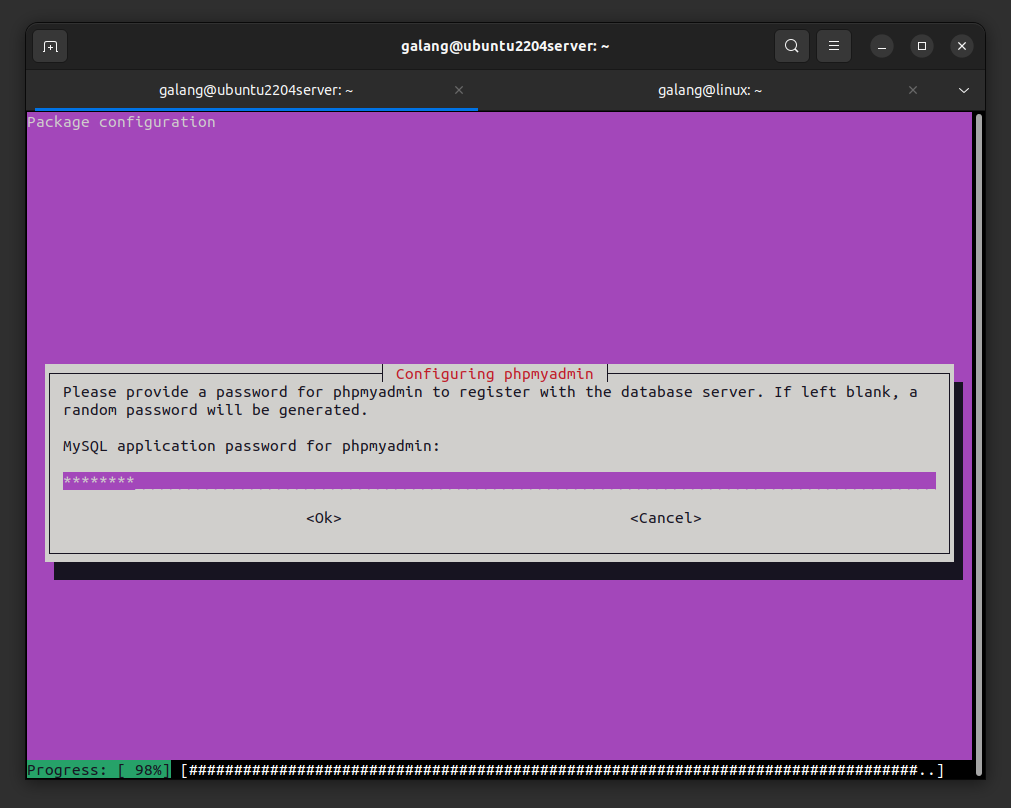 galang@ubuntu2204server: ~
galang@ubuntu2204server: ~
galang@linux: ~
Package configuration
Configuring phpmyadmin
Please provide a password for phpmyadmin to register with the database server. If left blank, a
random password will be generated.
MySQL application password for phpmyadmin:
********
<Ok> <Cancel>
Progress: [ 98%] [#################################################################################..]